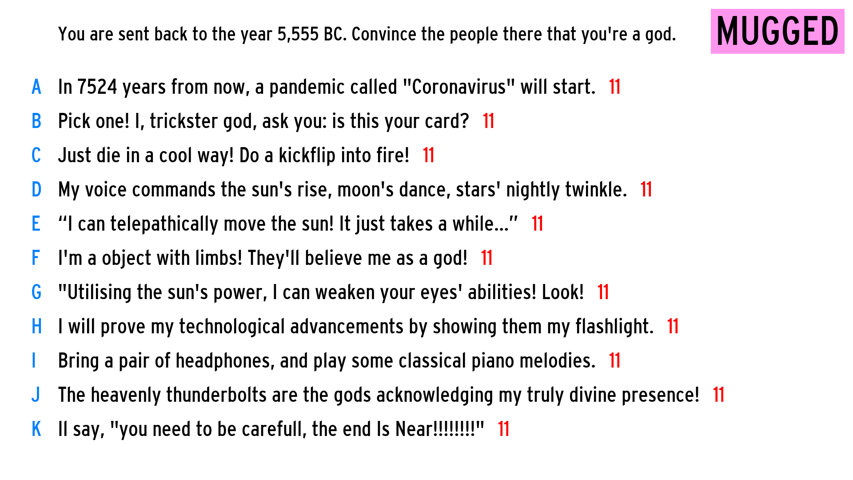 You are sent back to the year 5,555 BC. Convince the people there that you're a god. MUGGED
A In 7524 years from now, a pandemic called "Coronavirus" will start. 11
B Pick one! I, trickster god, ask you: is this your card? 11
C Just die in a cool way! Do a kickflip into fire! 11
D My voice commands the sun's rise, moon's dance, stars' nightly twinkle. 11
E “I can telepathically move the sun! It just takes a while...” 11
F I'm a object with limbs! They'll believe me as a god! 11
G "Utilising the sun's power, I can weaken your eyes' abilities! Look! 11
H I will prove my technological advancements by showing them my flashlight. 11
I Bring a pair of headphones, and play some classical piano melodies. 11
J The heavenly thunderbolts are the gods acknowledging my truly divine presence! 11
K Il say, "you need to be carefull, the end Is Near!!!!!!!!" 11